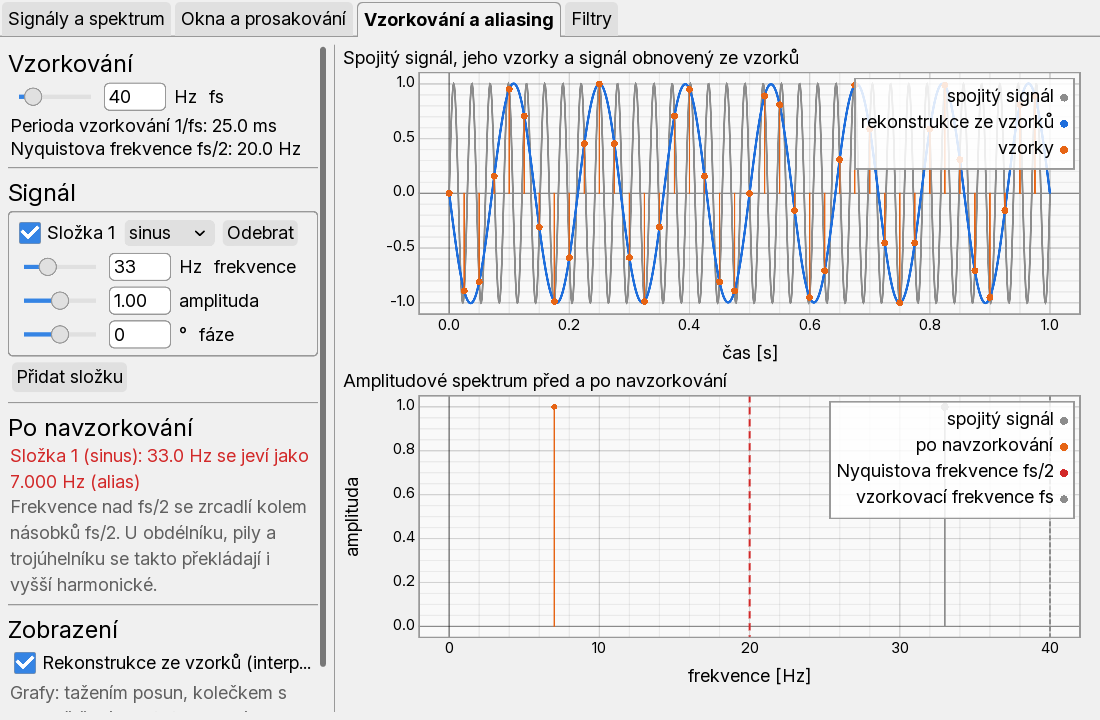 Signály a spektrum
Okna a prosakování
Vzorkování a aliasing
Filtry
Vzorkování
40 Hz fs
Perioda vzorkování 1/fs: 25.0 ms
Nyquistova frekvence fs/2: 20.0 Hz
Signál
Složka 1 sinus Odebrat
33 Hz frekvence
1.00 amplituda
0 ° fáze
Přidat složku
Po navzorkování
Složka 1 (sinus): 33.0 Hz se jeví jako
7.000 Hz (alias)
Frekvence nad fs/2 se zrcadlí kolem
násobků fs/2. U obdélníku, pily a
trojúhelníku se takto překládají i
vyšší harmonické.
Zobrazení
Rekonstrukce ze vzorků (interp...
Grafy: tažením posun, kolečkem s
Spojitý signál, jeho vzorky a signál obnovený ze vzorků
1.0
0.5
0.0
-0.5
-1.0
spojitý signál
rekonstrukce ze vzorků
vzorky
0.0 0.2 0.4 0.6 0.8 1.0
čas [s]
Amplitudové spektrum před a po navzorkování
amplituda
1.0
0.8
0.6
0.4
0.2
0.0
spojitý signál
po navzorkování
Nyquistova frekvence fs/2
vzorkovací frekvence fs
0 10 20 30 40
frekvence [Hz]